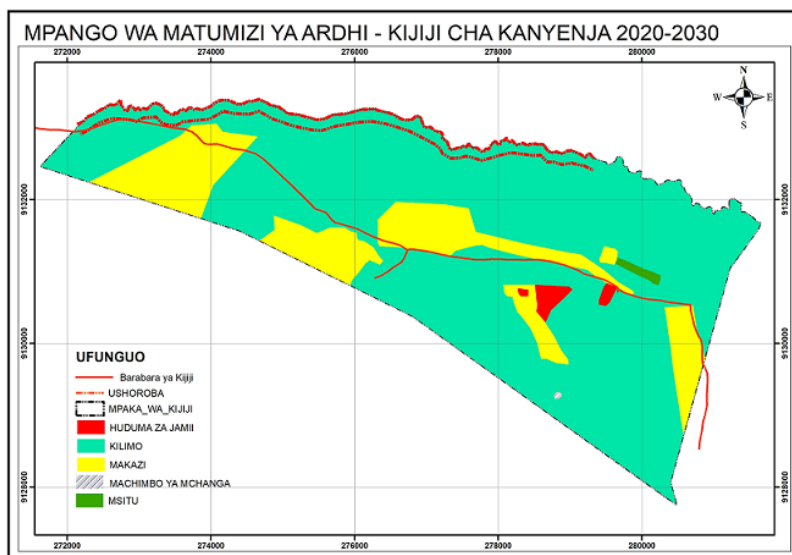 MPANGO WA MATUMIZI YA ARDHI - KIJIJI CHA KANYENJA 2020-2030
272000 274000 276000 278000 280000
N
W E
S
9132000 9132000
9130000 9130000
9128000 9128000
UFUNGUO
Barabara ya Kijiji
USHOROBA
MPAKA_WA_KIJIJI
HUDUMA ZA JAMII
KILIMO
MAKAZI
MACHIMBO YA MCHANGA
MSITU
272000 274000 276000 278000 280000